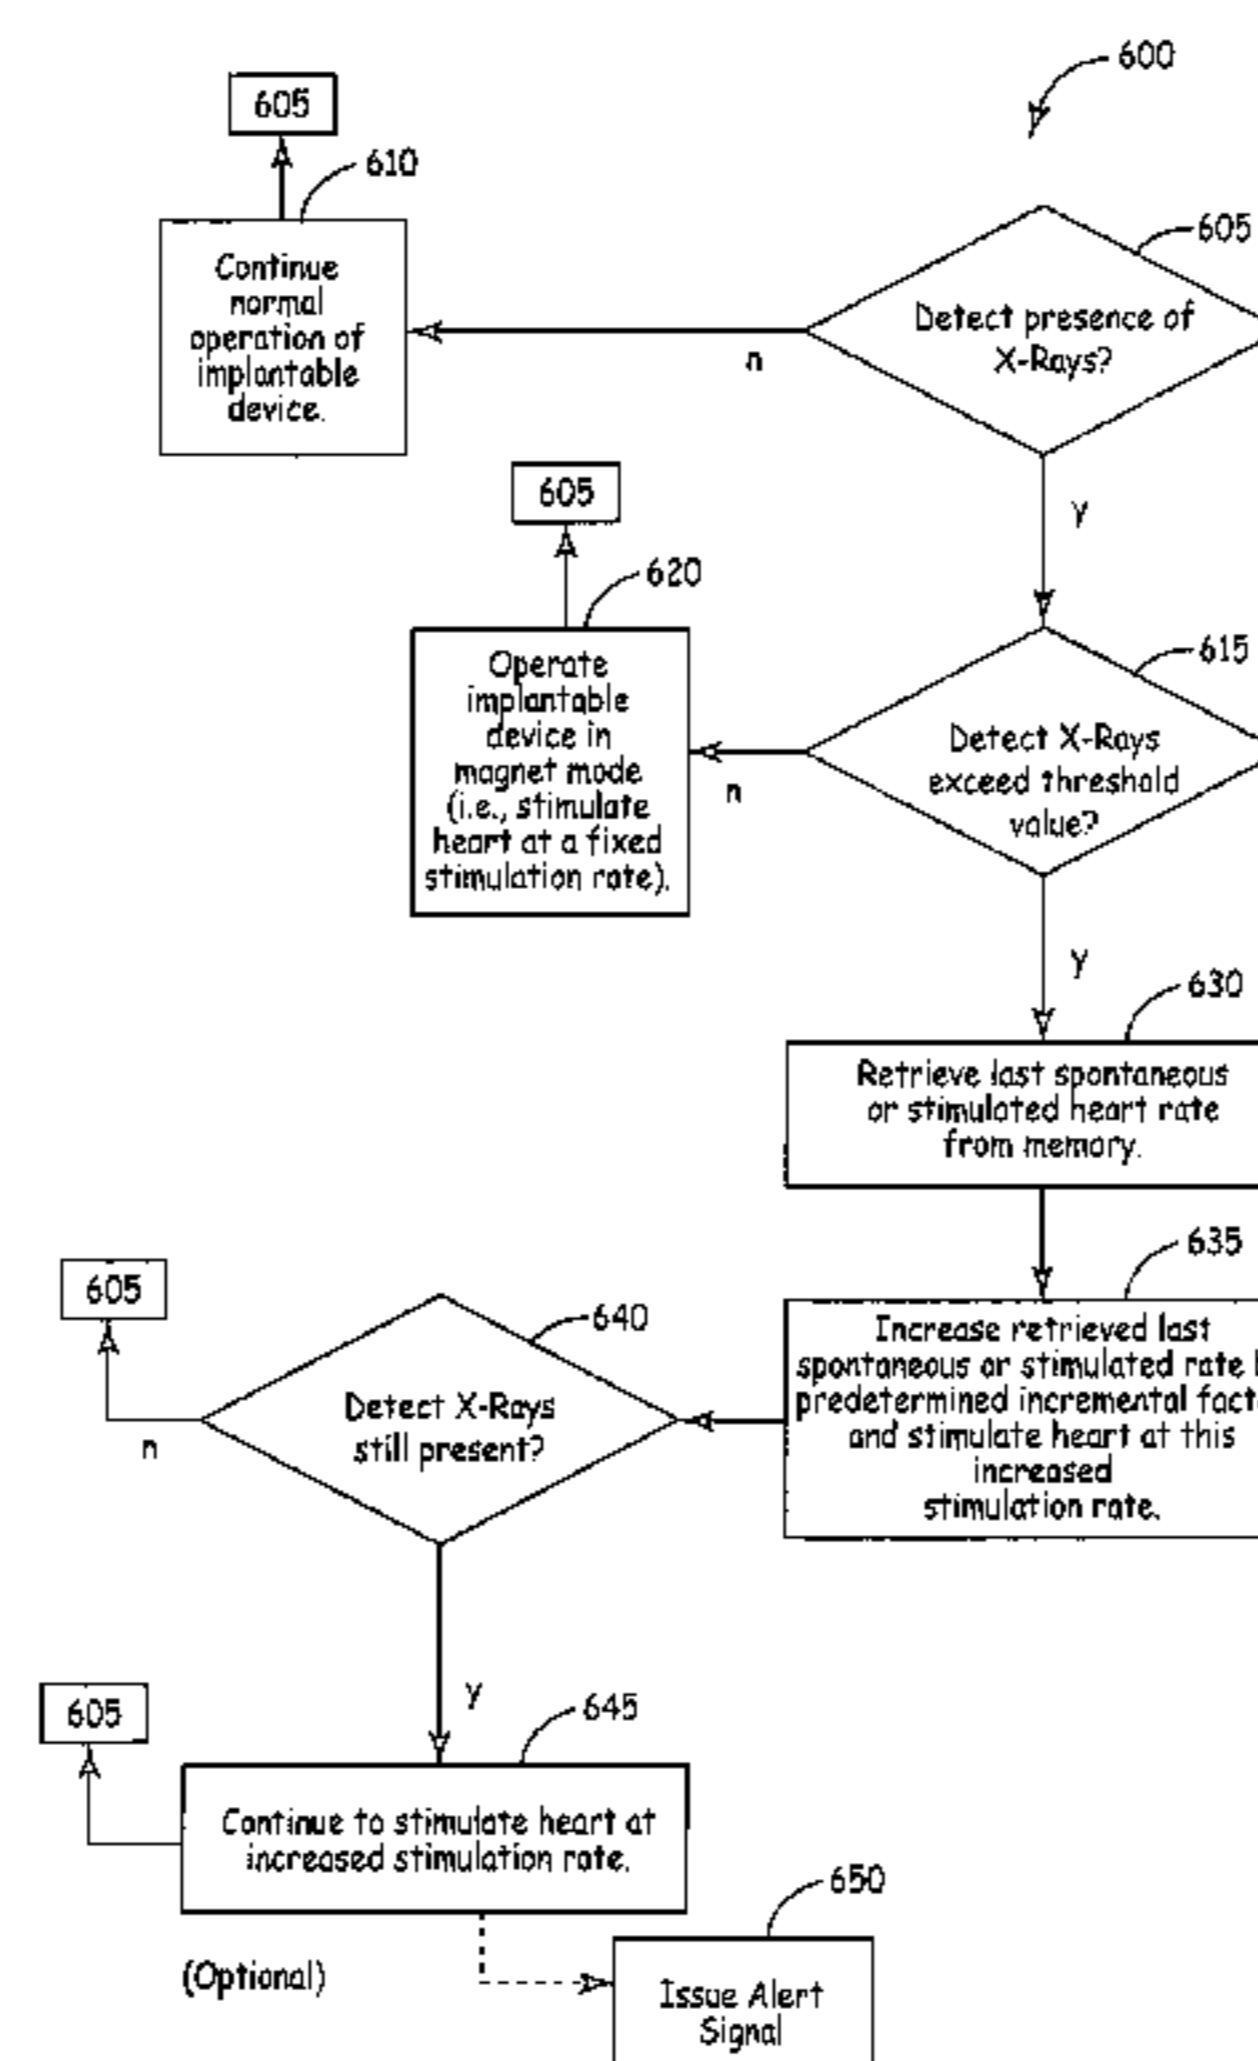 600
605
610
605
Continue
normal
operation of
implantable
device.
Detect presence of
X-Rays?
n
y
605
620
615
Operate
implantable
device in
magnet mode
(i.e., stimulate
heart at a fixed
stimulation rate).
Detect X-Rays
exceed threshold
value?
n
y
630
Retrieve last spontaneous
or stimulated heart rate
from memory.
635
605
640
Increase retrieved last
spontaneous or stimulated rate
predetermined incremental
and stimulate heart at this
increased
stimulation rate.
Detect X-Rays
still present?
n
y
605
645
Continue to stimulate heart at
increased stimulation rate.
650
(Optional)
Issue Alert
Signal